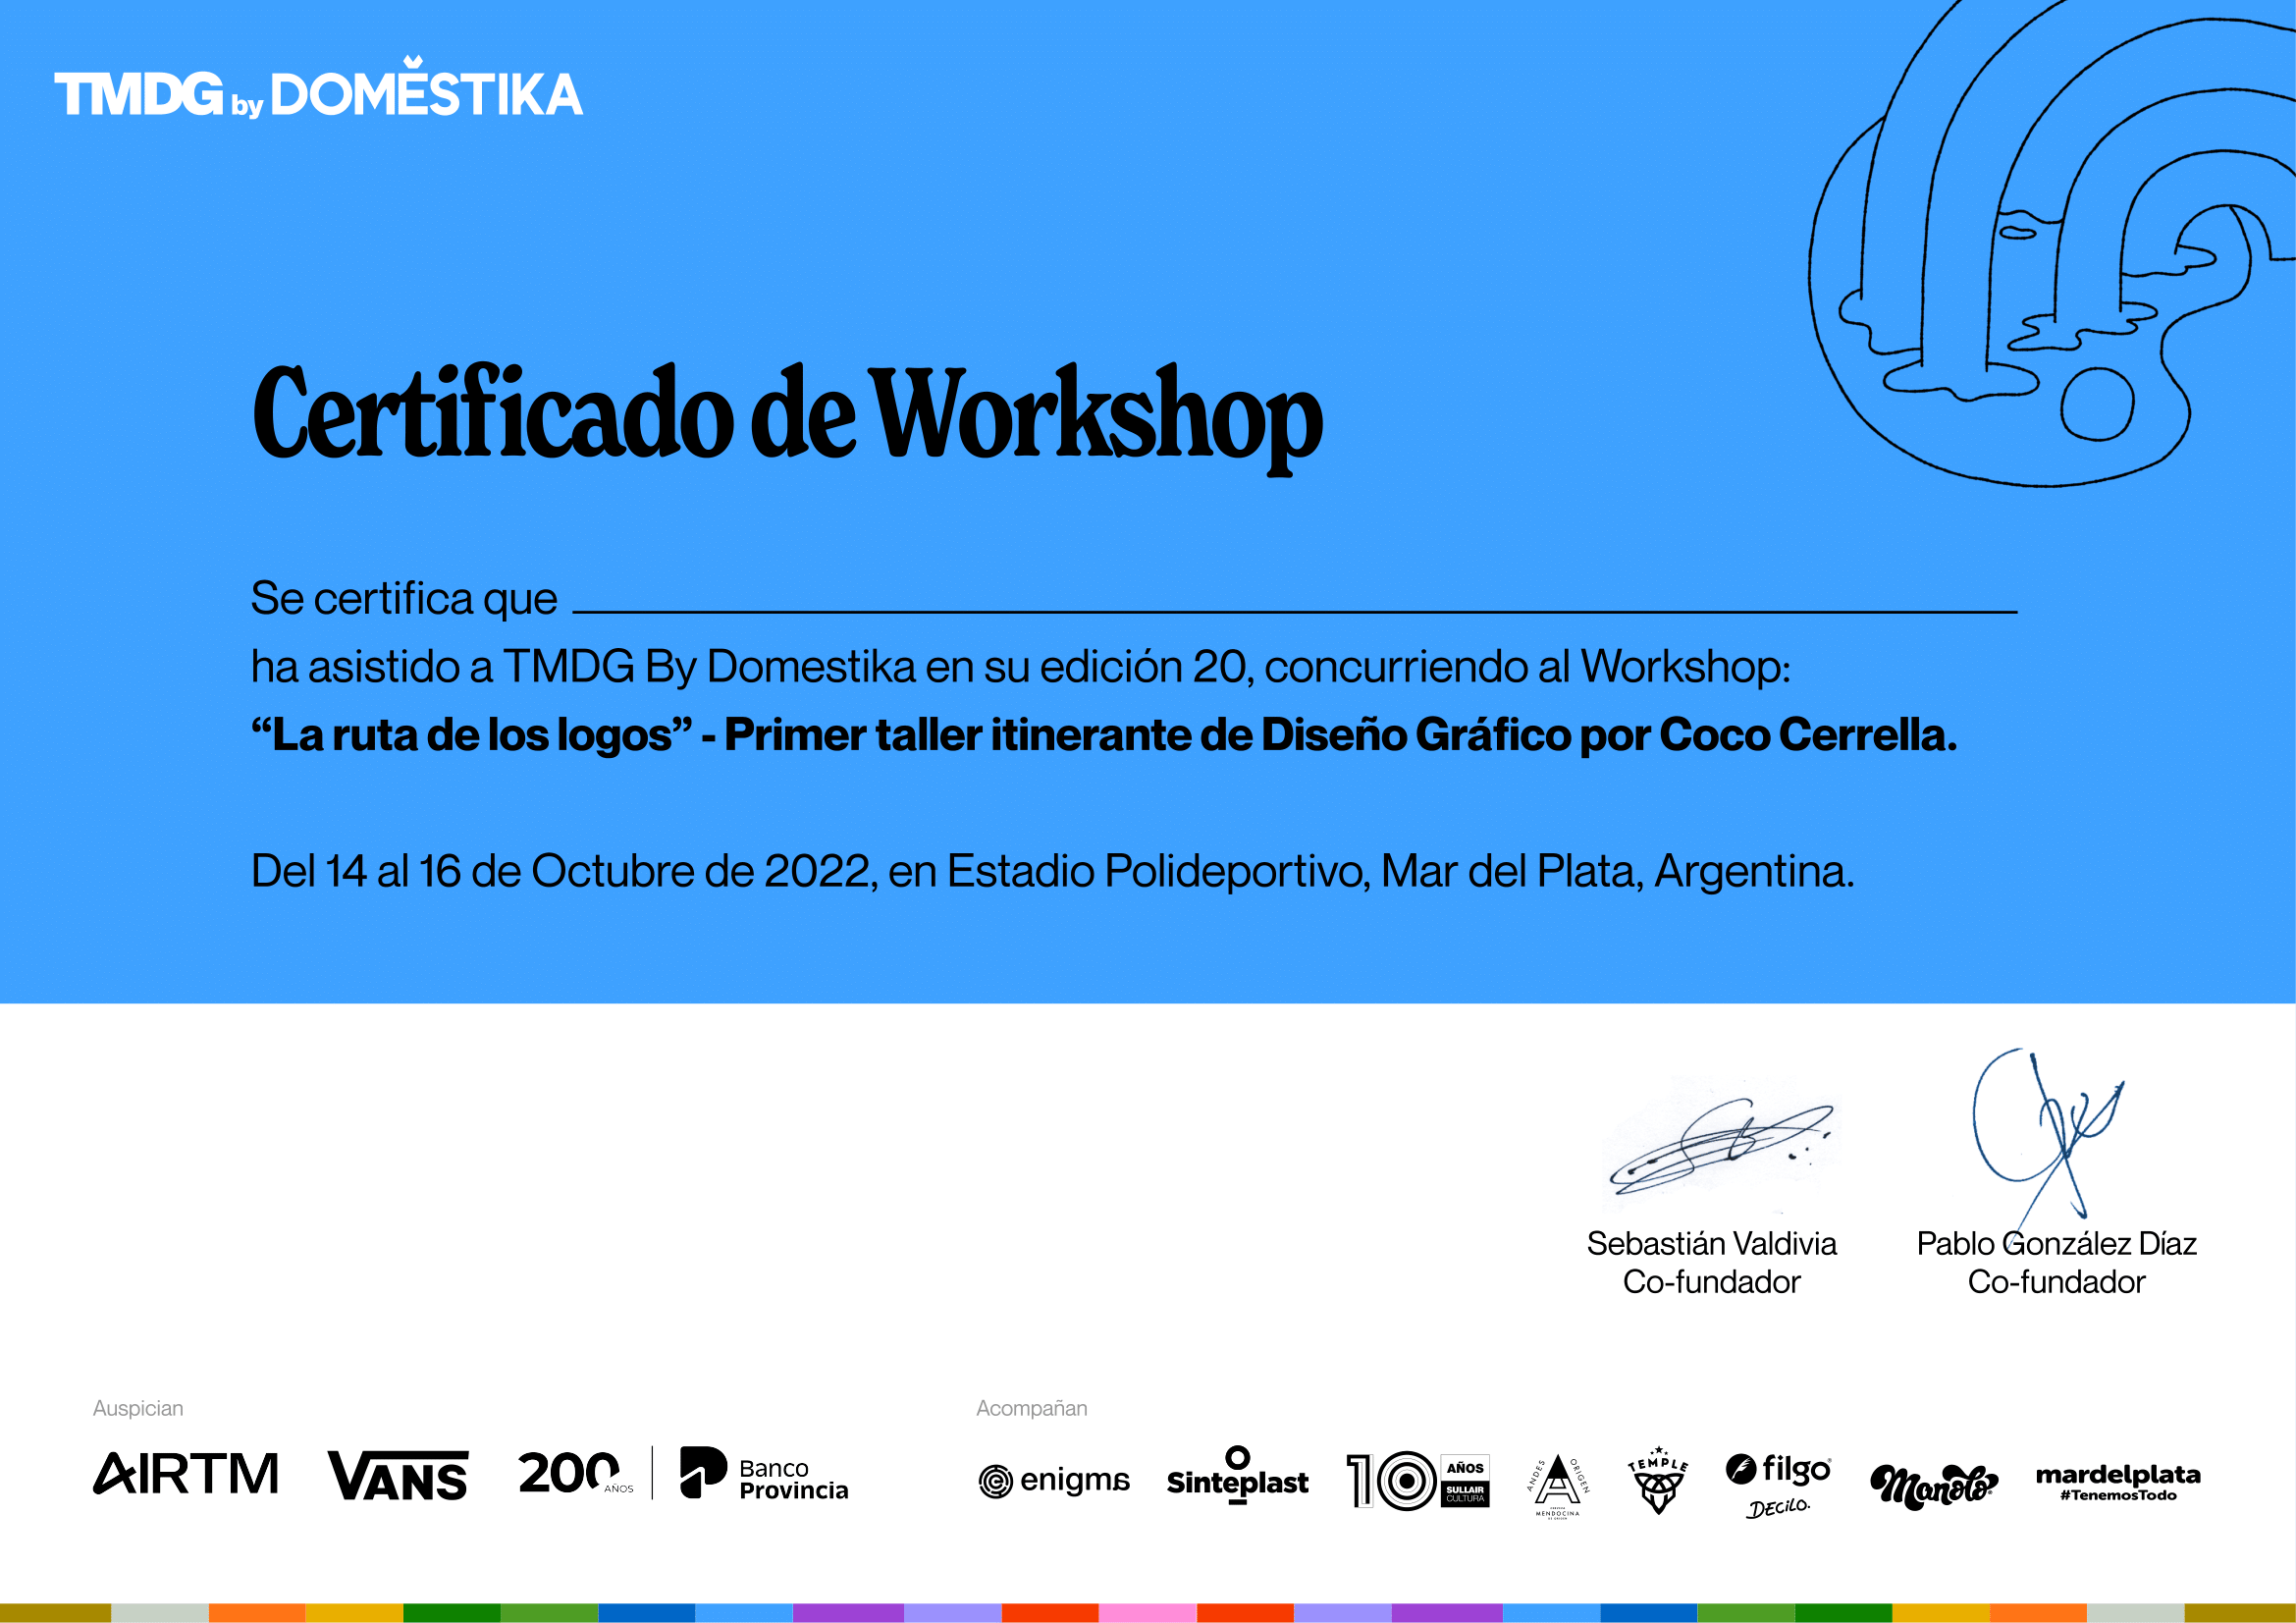 TMDG by DOMĚSTIKA
Certificado de Workshop
Se certifica que
ha asistido a TMDG By Domestika en su edición 20, concurriendo al Workshop:
“La ruta de los logos” - Primer taller itinerante de Diseño Gráfico por Coco Cerrella.
Del 14 al 16 de Octubre de 2022, en Estadio Polideportivo, Mar del Plata, Argentina.
Sebastián Valdivia
Co-fundador
Pablo González Díaz
Co-fundador
Auspician
AIRTM
VANS
200 AÑOS
Banco
Provincia
Acompañan
enigma
Sinteplast
10 AÑOS
SULLAIR
CULTURA
ANDES ORIGEN
MENDOCINA
TEMPLE
filgo
DECILO.
Manolo
mardelplata
#TenemosTodo